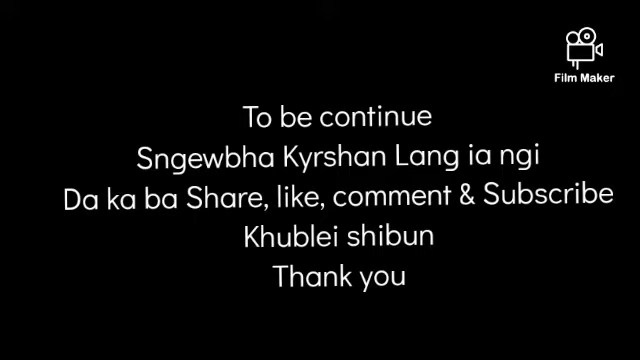 Film Maker
To be continue
Sngewbha Kyrshan Lang ia ngi
Da ka ba Share, like, comment & Subscribe
Khublei shibun
Thank you